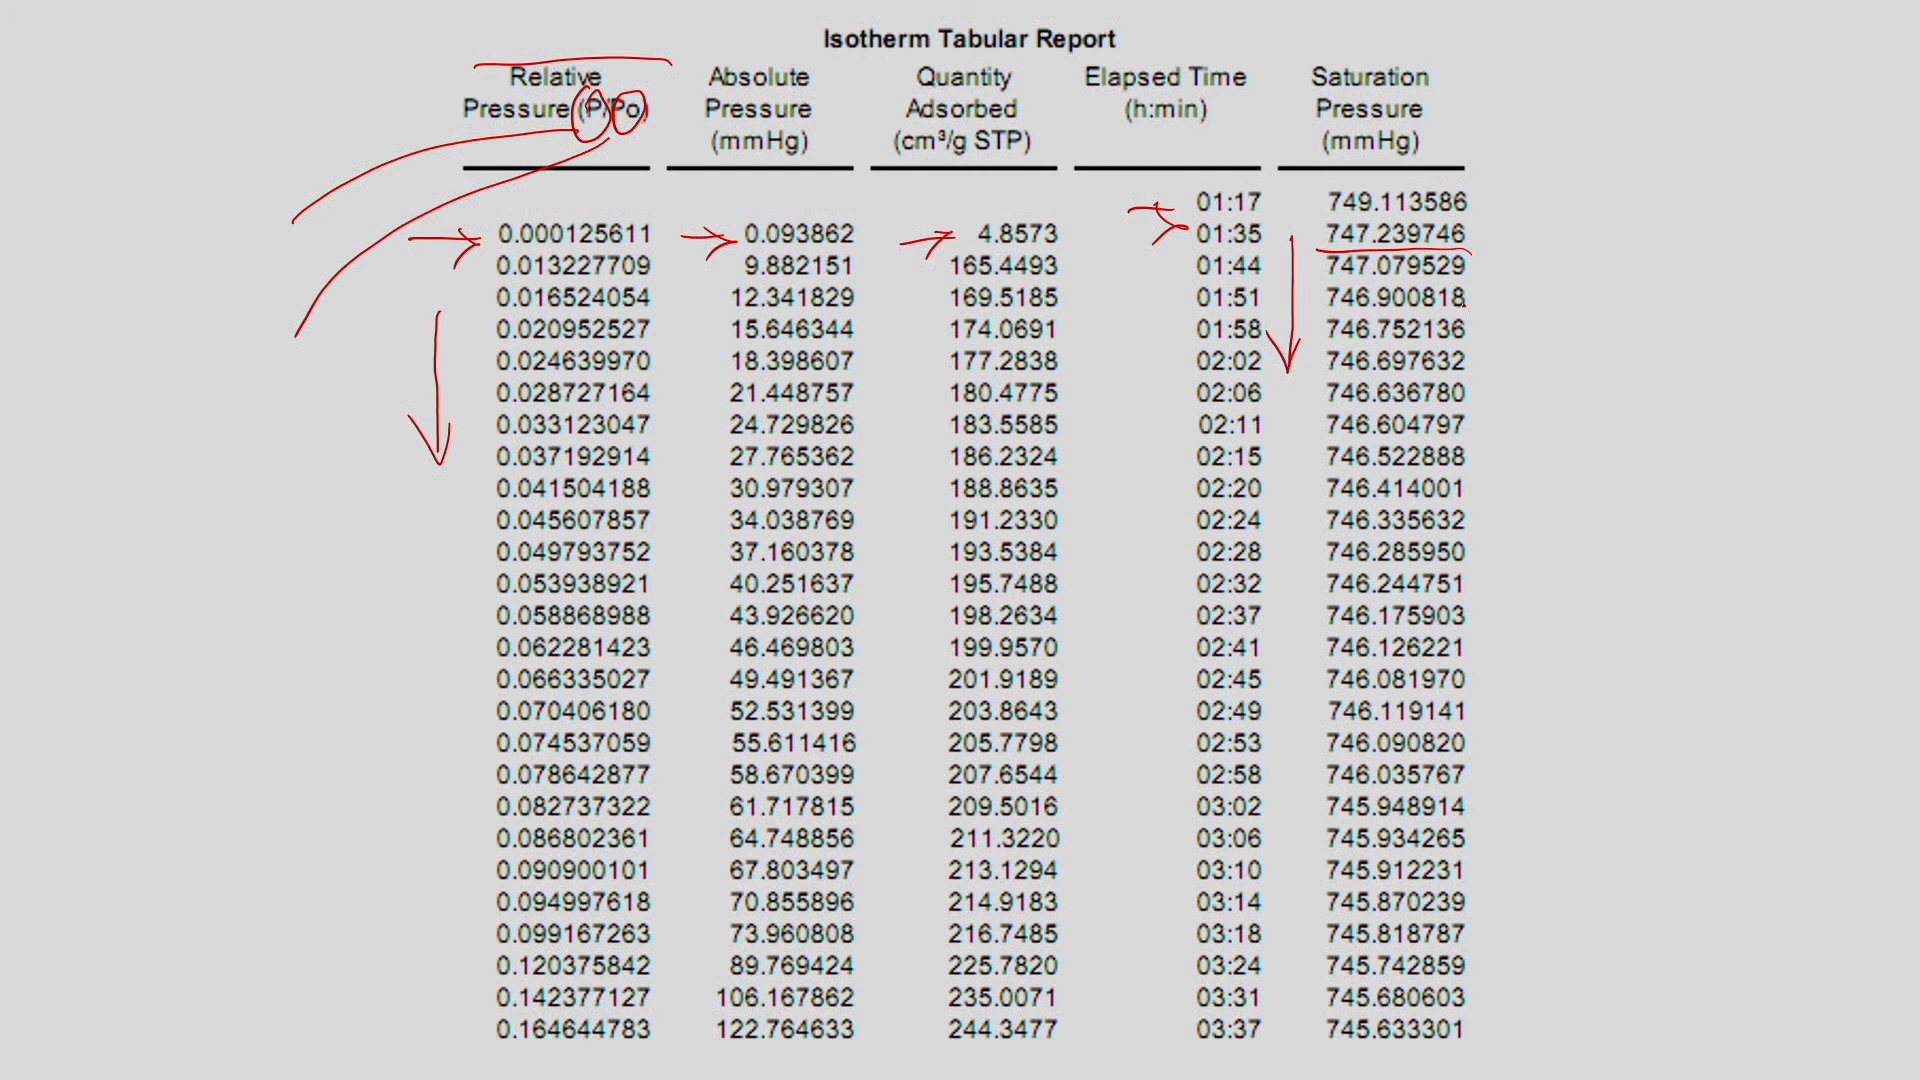 Isotherm Tabular Report
Relative Pressure (P/Po) Absolute Pressure (mmHg) Quantity Adsorbed (cm³/g STP) Elapsed Time (h:min) Saturation Pressure (mmHg)
01:17 749.113586
0.000125611 0.093862 4.8573 01:35 747.239746
0.013227709 9.882151 165.4493 01:44 747.079529
0.016524054 12.341829 169.5185 01:51 746.900818
0.020952527 15.646344 174.0691 01:58 746.752136
0.024639970 18.398607 177.2838 02:02 746.697632
0.028727164 21.448757 180.4775 02:06 746.636780
0.033123047 24.729826 183.5585 02:11 746.604797
0.037192914 27.765362 186.2324 02:15 746.522888
0.041504188 30.979307 188.8635 02:20 746.414001
0.045607857 34.038769 191.2330 02:24 746.335632
0.049793752 37.160378 193.5384 02:28 746.285950
0.053938921 40.251637 195.7488 02:32 746.244751
0.058868988 43.926620 198.2634 02:37 746.175903
0.062281423 46.469803 199.9570 02:41 746.126221
0.066335027 49.491367 201.9189 02:45 746.081970
0.070406180 52.531399 203.8643 02:49 746.119141
0.074537059 55.611416 205.7798 02:53 746.090820
0.078642877 58.670399 207.6544 02:58 746.035767
0.082737322 61.717815 209.5016 03:02 745.948914
0.086802361 64.748856 211.3220 03:06 745.934265
0.090900101 67.803497 213.1294 03:10 745.912231
0.094997618 70.855896 214.9183 03:14 745.870239
0.099167263 73.960808 216.7485 03:18 745.818787
0.120375842 89.769424 225.7820 03:24 745.742859
0.142377127 106.167862 235.0071 03:31 745.680603
0.164644783 122.764633 244.3477 03:37 745.633301